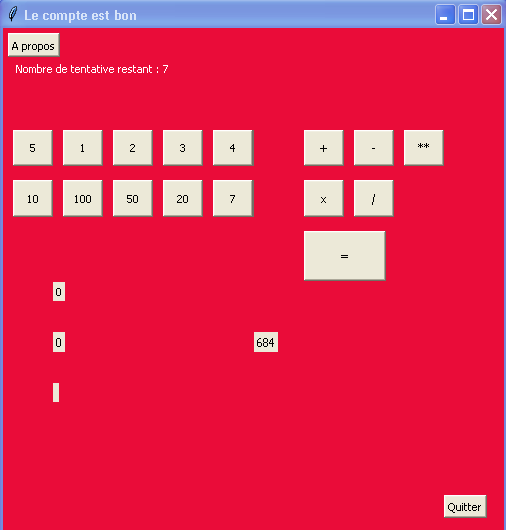 Le compte est bon
A propos
Nombre de tentative restant : 7
5 1 2 3 4 + - **
10 100 50 20 7 x /
=
0
0 684
Quitter